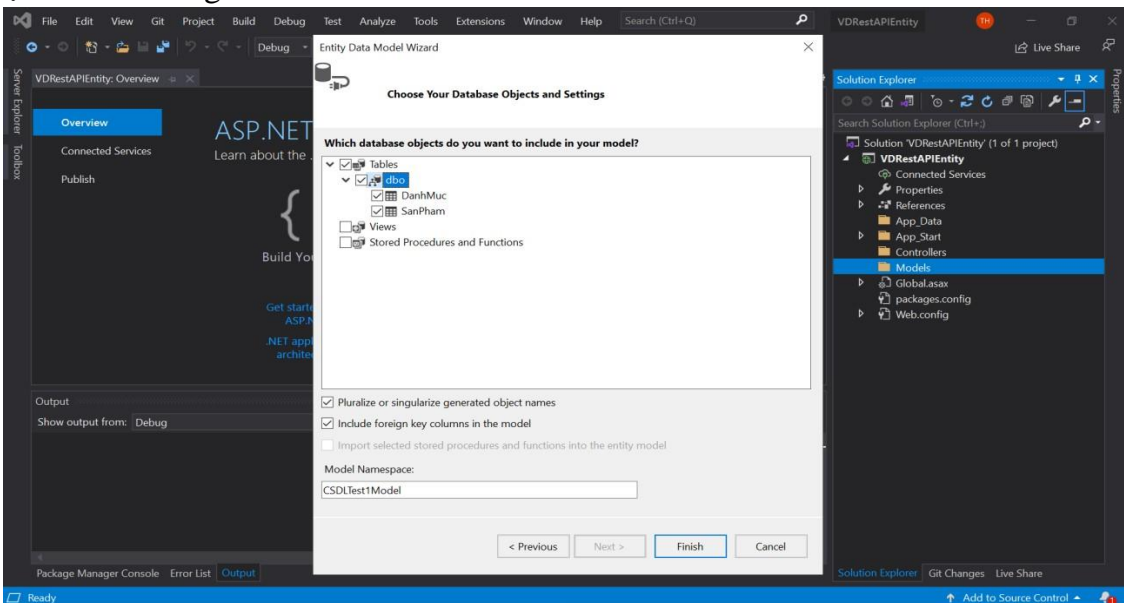 File Edit View Git Project Build Debug Test Analyze Tools Extensions Window Help Search (Ctrl+Q) VDRestAPIEntity TH
Debug
Live Share
Server Explorer
Toolbox
VDRestAPIEntity: Overview
Overview
Connected Services
Publish
ASP.NET
Learn about the
Build Yo
Get starte
ASP.N
.NET appl
archite
Output
Show output from: Debug
Package Manager Console Error List Output
Ready
Entity Data Model Wizard
Choose Your Database Objects and Settings
Which database objects do you want to include in your model?
Tables
dbo
DanhMuc
SanPham
Views
Stored Procedures and Functions
Pluralize or singularize generated object names
Include foreign key columns in the model
Import selected stored procedures and functions into the entity model
Model Namespace:
CSDLTest1Model
< Previous Next > Finish Cancel
Solution Explorer
Search Solution Explorer (Ctrl+;)
Solution 'VDRestAPIEntity' (1 of 1 project)
VDRestAPIEntity
Connected Services
Properties
References
App_Data
App_Start
Controllers
Models
Global.asax
packages.config
Web.config
Solution Explorer Git Changes Live Share
Add to Source Control
1
Properties